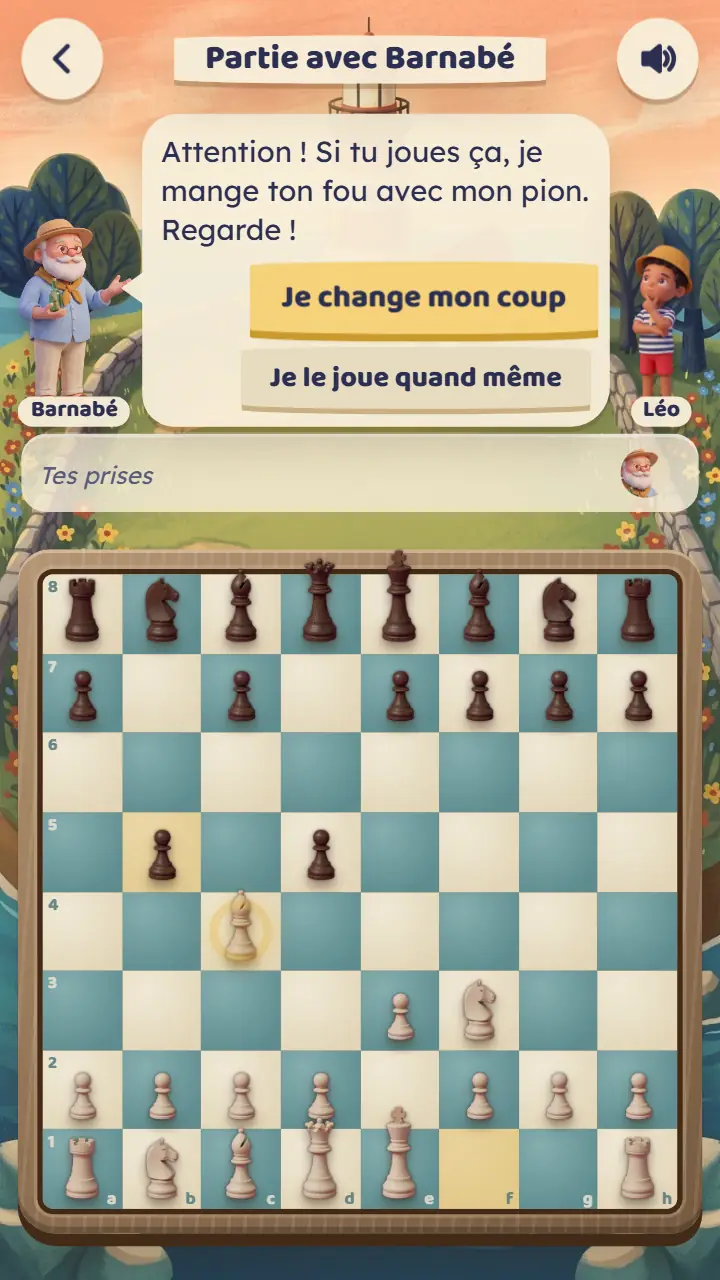 Partie avec Barnabé
Attention ! Si tu joues ça, je
mange ton fou avec mon pion.
Regarde !
Je change mon coup
Je le joue quand même
Barnabé
Léo
Tes prises
8
7
6
5
4
3
2
1
a b c d e f g h